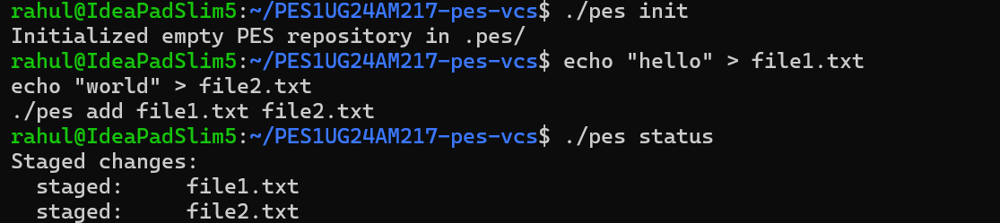 rahul@IdeaPadSlim5:~/PES1UG24AM217-pes-vcs$ ./pes init
Initialized empty PES repository in .pes/
rahul@IdeaPadSlim5:~/PES1UG24AM217-pes-vcs$ echo "hello" > file1.txt
echo "world" > file2.txt
./pes add file1.txt file2.txt
rahul@IdeaPadSlim5:~/PES1UG24AM217-pes-vcs$ ./pes status
Staged changes:
  staged:     file1.txt
  staged:     file2.txt